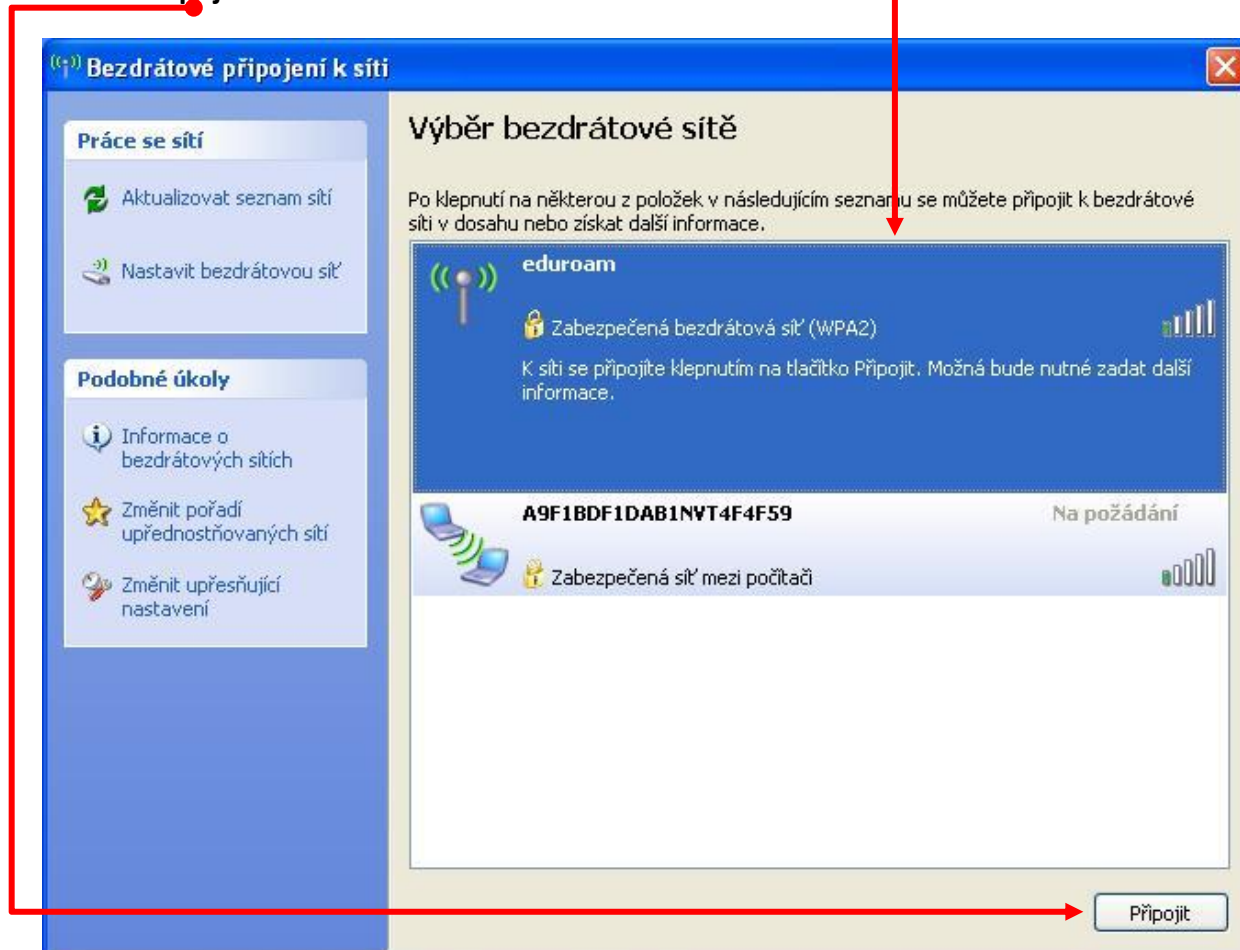 Bezdrátové připojení k síti
Práce se sítí
Aktualizovat seznam sítí
Nastavit bezdrátovou síť
Podobné úkoly
Informace o
bezdrátových sítích
Změnit pořadí
upřednostňovaných sítí
Změnit upřesňující
nastavení
Výběr bezdrátové sítě
Po klepnutí na některou z položek v následujícím seznamu se můžete připojit k bezdrátové
síti v dosahu nebo získat další informace.
eduroam
Zabezpečená bezdrátová síť (WPA2)
K síti se připojíte klepnutím na tlačítko Připojit. Možná bude nutné zadat další
informace.
A9F1BDF1DAB1NVT4F4F59 Na požádání
Zabezpečená síť mezi počítači
Připojit